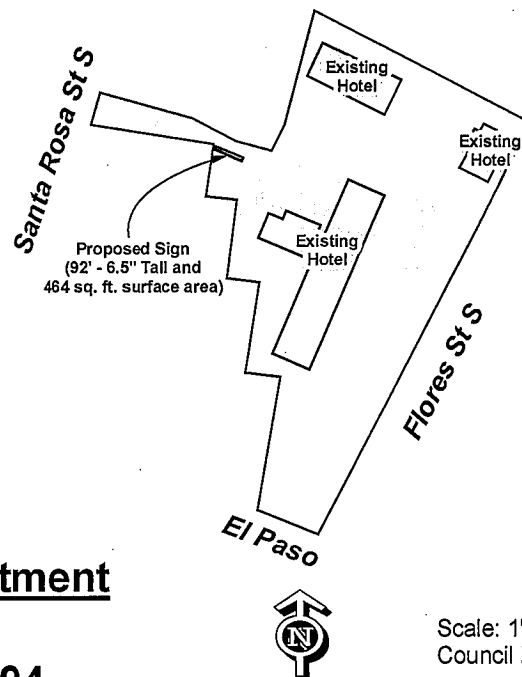 Existing
Hotel
Existing
Hotel
Santa Rosa St S
Proposed Sign
(92' - 6.5" Tall and
464 sq. ft. surface area)
Existing
Hotel
Flores St S
El Paso
tment
N
Scale: 1"
Council